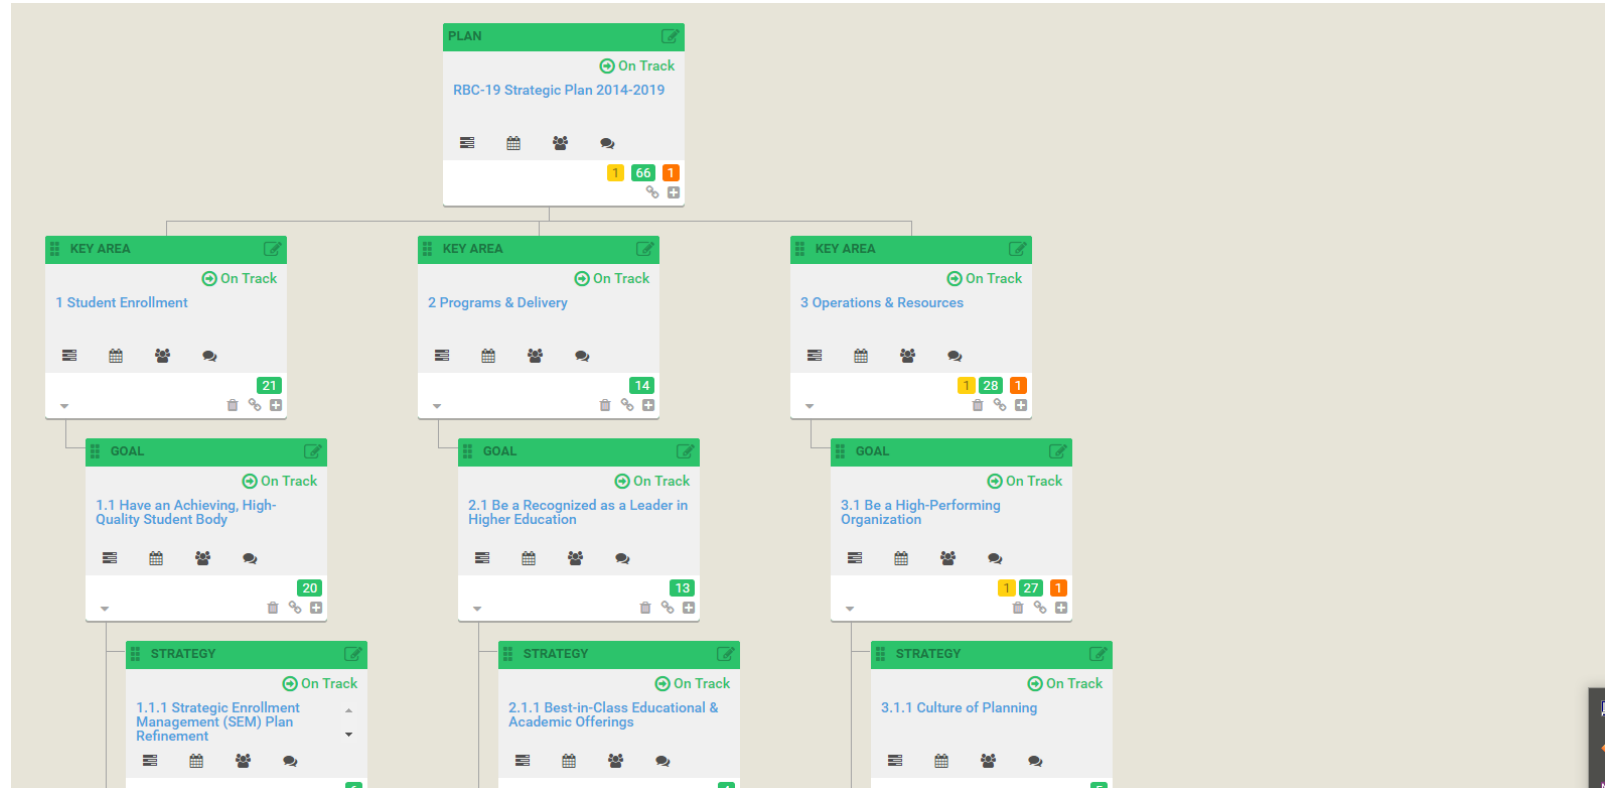 PLAN
On Track
RBC-19 Strategic Plan 2014-2019
1 66 1
KEY AREA
On Track
1 Student Enrollment
21
KEY AREA
On Track
2 Programs & Delivery
14
KEY AREA
On Track
3 Operations & Resources
1 28 1
GOAL
On Track
1.1 Have an Achieving, High-
Quality Student Body
20
GOAL
On Track
2.1 Be a Recognized as a Leader in
Higher Education
13
GOAL
On Track
3.1 Be a High-Performing
Organization
1 27 1
STRATEGY
On Track
1.1.1 Strategic Enrollment
Management (SEM) Plan
Refinement
STRATEGY
On Track
2.1.1 Best-in-Class Educational &
Academic Offerings
STRATEGY
On Track
3.1.1 Culture of Planning